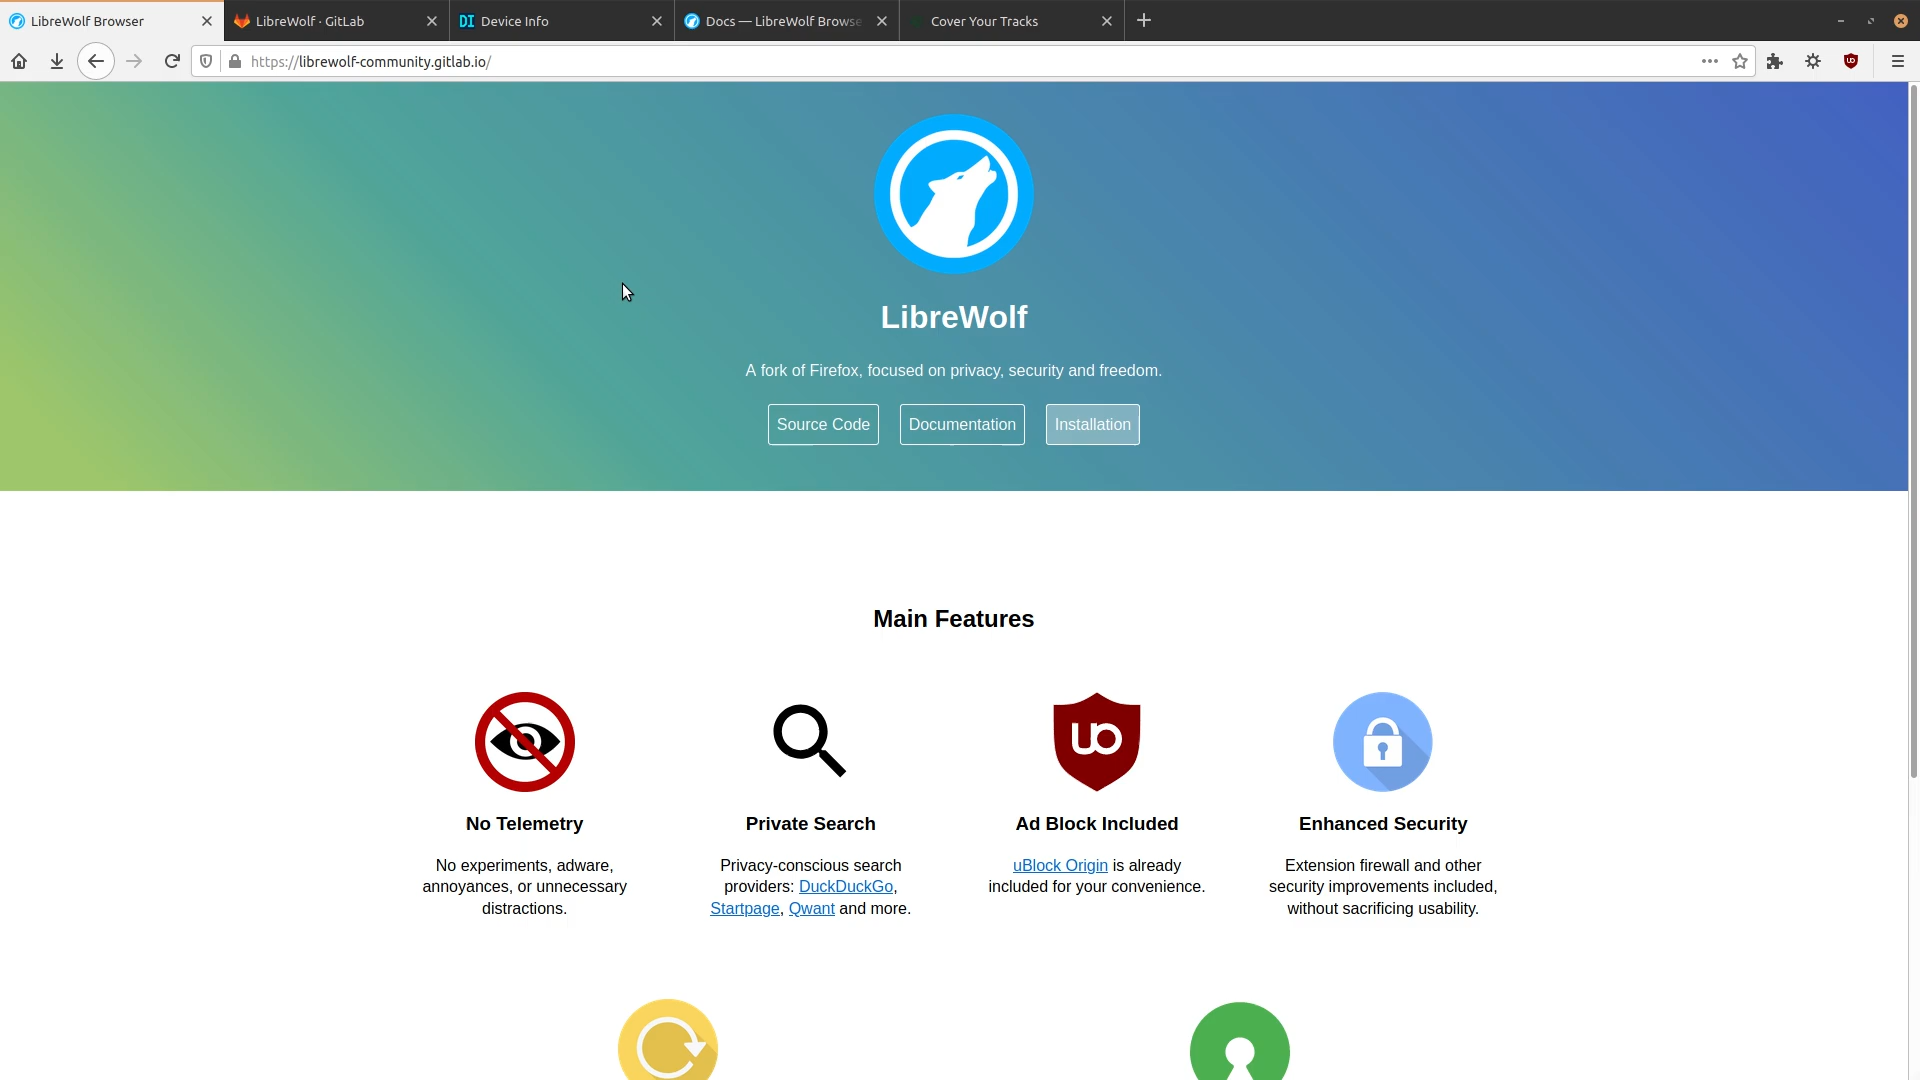 LibreWolf Browser
LibreWolf · GitLab
DI Device Info
Docs — LibreWolf Browse
Cover Your Tracks
https://librewolf-community.gitlab.io/
LibreWolf
A fork of Firefox, focused on privacy, security and freedom.
Source Code
Documentation
Installation
Main Features
uo
No Telemetry
No experiments, adware,
annoyances, or unnecessary
distractions.
Private Search
Privacy-conscious search
providers: DuckDuckGo,
Startpage, Qwant and more.
Ad Block Included
uBlock Origin is already
included for your convenience.
Enhanced Security
Extension firewall and other
security improvements included,
without sacrificing usability.